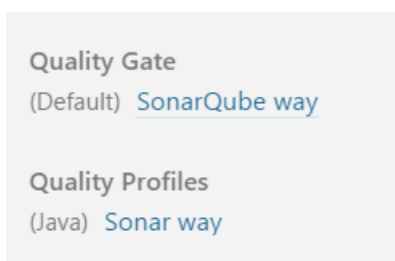 Quality Gate
(Default) SonarQube way
Quality Profiles
(Java) Sonar way